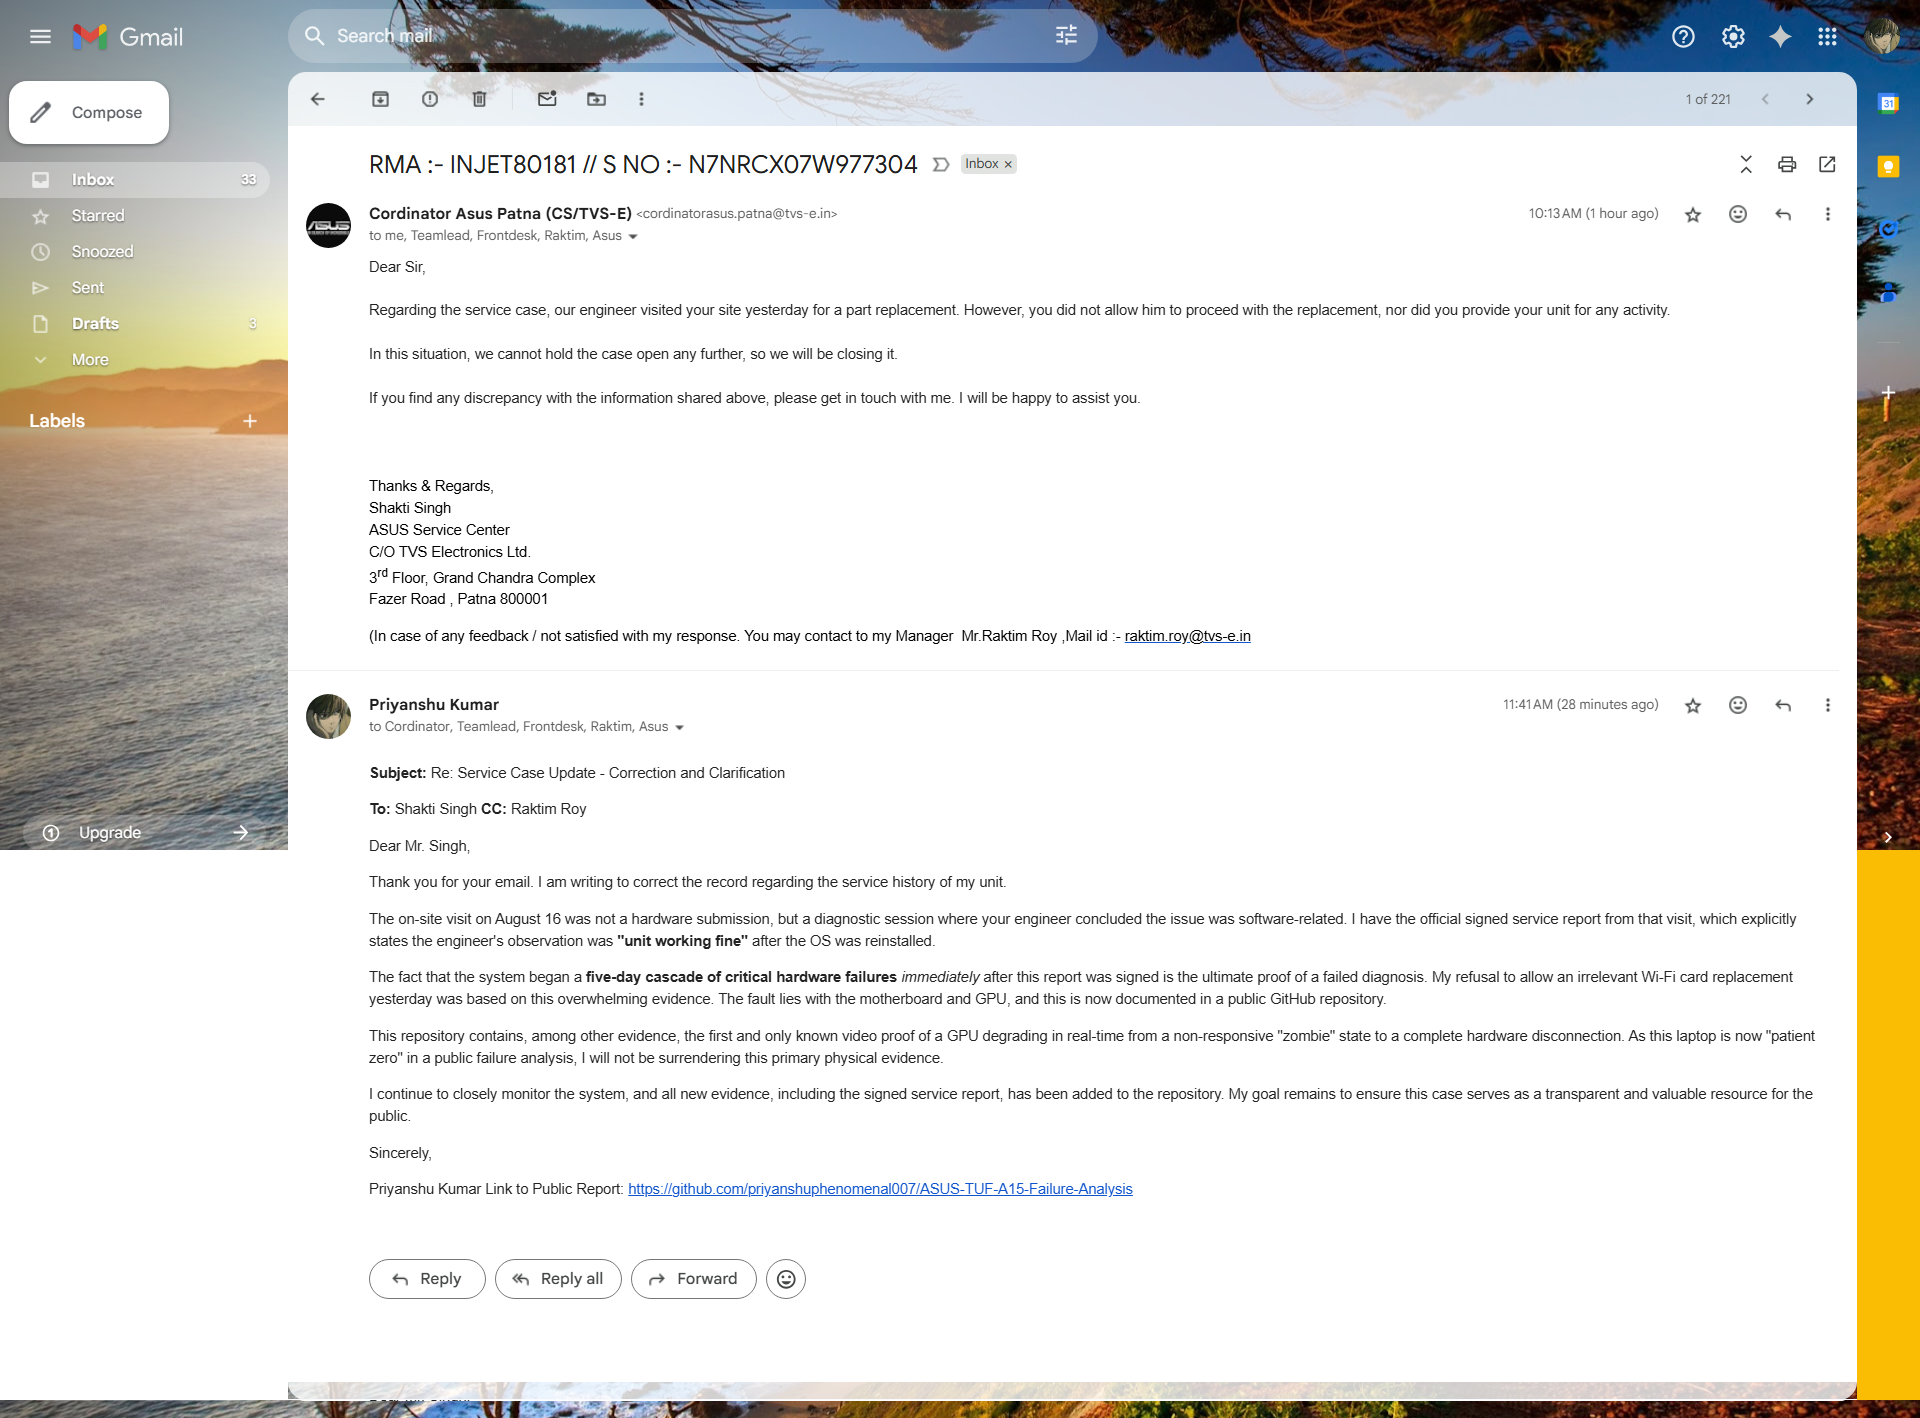 Gmail
Search mail
Compose
Inbox 33
Starred
Snoozed
Sent
Drafts 3
More
Labels
Upgrade
1 of 221
31
RMA :- INJET80181 // S NO :- N7NRCX07W977304 Inbox ×
ASUS
Cordinator Asus Patna (CS/TVS-E) <cordinatorasus.patna@tvs-e.in> 10:13 AM (1 hour ago)
to me, Teamlead, Frontdesk, Raktim, Asus
Dear Sir,
Regarding the service case, our engineer visited your site yesterday for a part replacement. However, you did not allow him to proceed with the replacement, nor did you provide your unit for any activity.
In this situation, we cannot hold the case open any further, so we will be closing it.
If you find any discrepancy with the information shared above, please get in touch with me. I will be happy to assist you.
Thanks & Regards,
Shakti Singh
ASUS Service Center
C/O TVS Electronics Ltd.
3rd Floor, Grand Chandra Complex
Fazer Road , Patna 800001
(In case of any feedback / not satisfied with my response. You may contact to my Manager  Mr.Raktim Roy ,Mail id :- raktim.roy@tvs-e.in
Priyanshu Kumar 11:41 AM (28 minutes ago)
to Cordinator, Teamlead, Frontdesk, Raktim, Asus
Subject: Re: Service Case Update - Correction and Clarification
To: Shakti Singh CC: Raktim Roy
Dear Mr. Singh,
Thank you for your email. I am writing to correct the record regarding the service history of my unit.
The on-site visit on August 16 was not a hardware submission, but a diagnostic session where your engineer concluded the issue was software-related. I have the official signed service report from that visit, which explicitly
states the engineer's observation was "unit working fine" after the OS was reinstalled.
The fact that the system began a five-day cascade of critical hardware failures immediately after this report was signed is the ultimate proof of a failed diagnosis. My refusal to allow an irrelevant Wi-Fi card replacement
yesterday was based on this overwhelming evidence. The fault lies with the motherboard and GPU, and this is now documented in a public GitHub repository.
This repository contains, among other evidence, the first and only known video proof of a GPU degrading in real-time from a non-responsive "zombie" state to a complete hardware disconnection. As this laptop is now "patient
zero" in a public failure analysis, I will not be surrendering this primary physical evidence.
I continue to closely monitor the system, and all new evidence, including the signed service report, has been added to the repository. My goal remains to ensure this case serves as a transparent and valuable resource for the
public.
Sincerely,
Priyanshu Kumar Link to Public Report: https://github.com/priyanshuphenomenal007/ASUS-TUF-A15-Failure-Analysis
Reply
Reply all
Forward